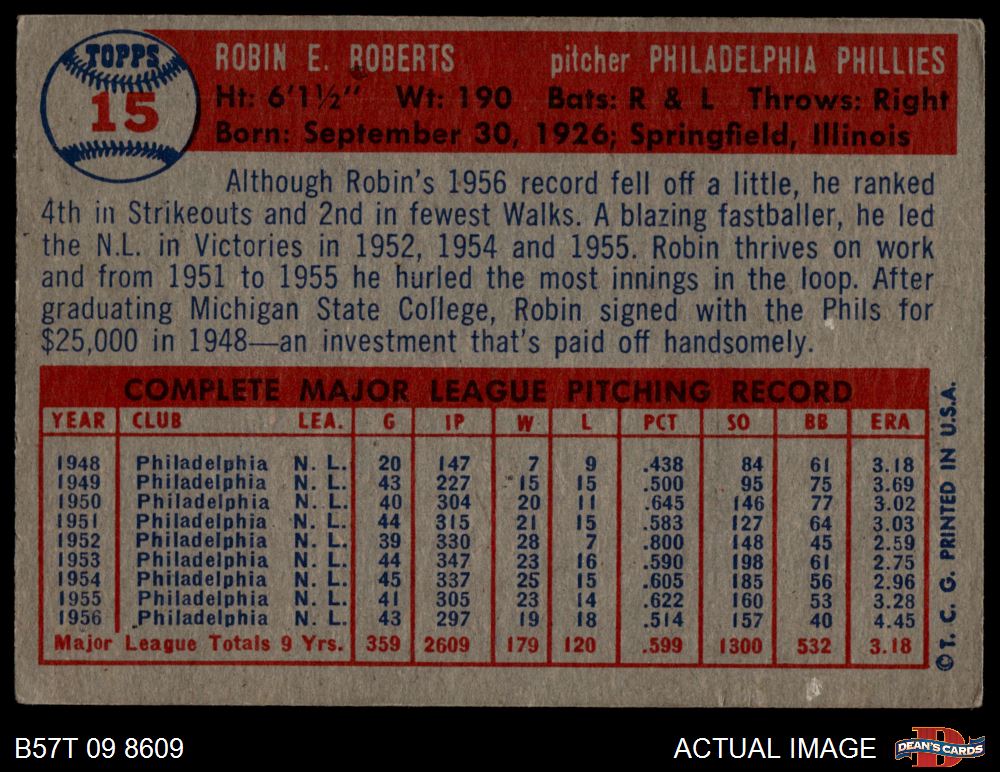 TOPPS
15
ROBIN E. ROBERTS pitcher PHILADELPHIA PHILLIES
Ht: 6'1½" Wt: 190 Bats: R & L Throws: Right
Born: September 30, 1926; Springfield, Illinois
Although Robin's 1956 record fell off a little, he ranked
4th in Strikeouts and 2nd in fewest Walks. A blazing fastballer, he led
the N.L. in Victories in 1952, 1954 and 1955. Robin thrives on work
and from 1951 to 1955 he hurled the most innings in the loop. After
graduating Michigan State College, Robin signed with the Phils for
$25,000 in 1948—an investment that's paid off handsomely.
COMPLETE MAJOR LEAGUE PITCHING RECORD
YEAR CLUB LEA. G IP W L PCT SO BB ERA
1948 Philadelphia N. L. 20 147 7 9 .438 84 61 3.18
1949 Philadelphia N. L. 43 227 15 15 .500 95 75 3.69
1950 Philadelphia N. L. 40 304 20 11 .645 146 77 3.02
1951 Philadelphia N. L. 44 315 21 15 .583 127 64 3.03
1952 Philadelphia N. L. 39 330 28 7 .800 148 45 2.59
1953 Philadelphia N. L. 44 347 23 16 .590 198 61 2.75
1954 Philadelphia N. L. 45 337 25 15 .605 185 56 2.96
1955 Philadelphia N. L. 41 305 23 14 .622 160 53 3.28
1956 Philadelphia N. L. 43 297 19 18 .514 157 40 4.45
Major League Totals 9 Yrs. 359 2609 179 120 .599 1300 532 3.18
© T. C. G. PRINTED IN U.S.A.
B57T 09 8609
ACTUAL IMAGE
DEAN'S CARDS